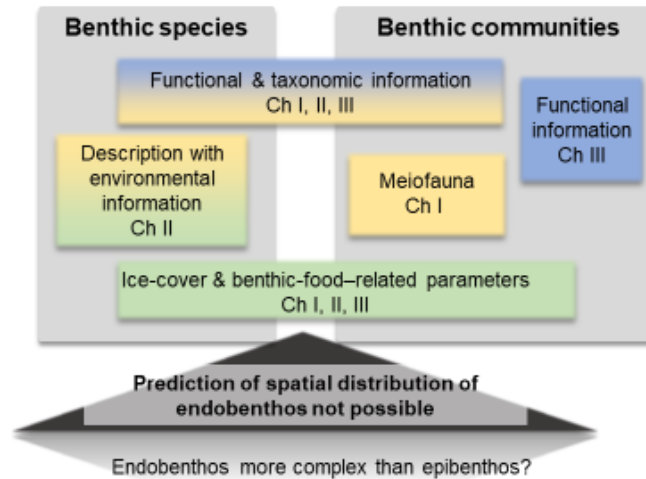 Benthic species
Benthic communities
Functional & taxonomic information
Ch I, II, III
Functional
information
Ch III
Description with
environmental
information
Ch II
Meiofauna
Ch I
Ice-cover & benthic-food–related parameters
Ch I, II, III
Prediction of spatial distribution of
endobenthos not possible
Endobenthos more complex than epibenthos?